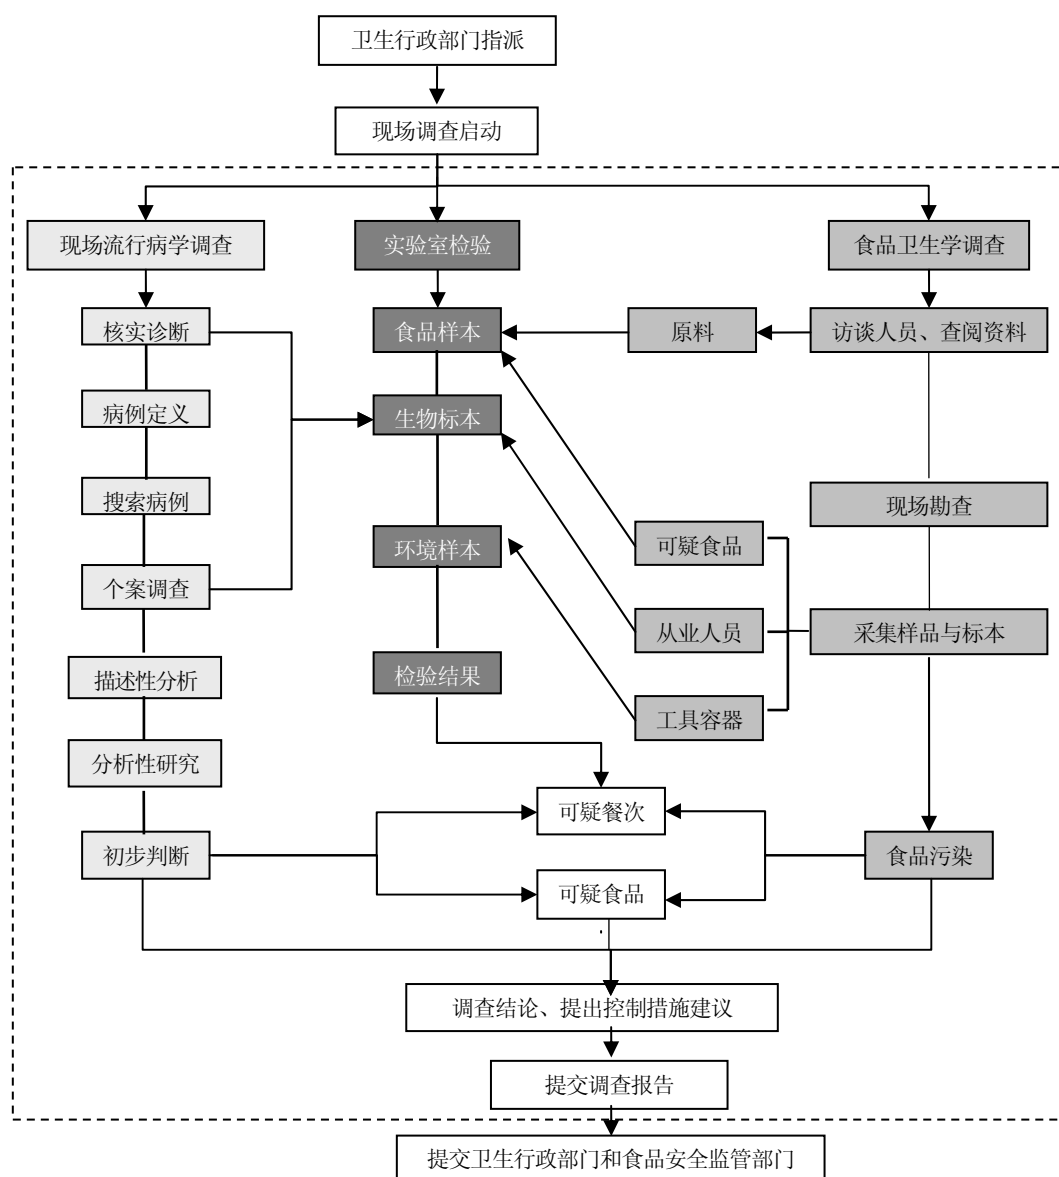 卫生行政部门指派
现场调查启动
现场流行病学调查
实验室检验
食品卫生学调查
核实诊断
食品样本
原料
访谈人员、查阅资料
病例定义
生物标本
搜索病例
现场勘查
环境样本
可疑食品
个案调查
从业人员
采集样品与标本
描述性分析
检验结果
工具容器
分析性研究
可疑餐次
初步判断
食品污染
可疑食品
调查结论、提出控制措施建议
提交调查报告
提交卫生行政部门和食品安全监管部门